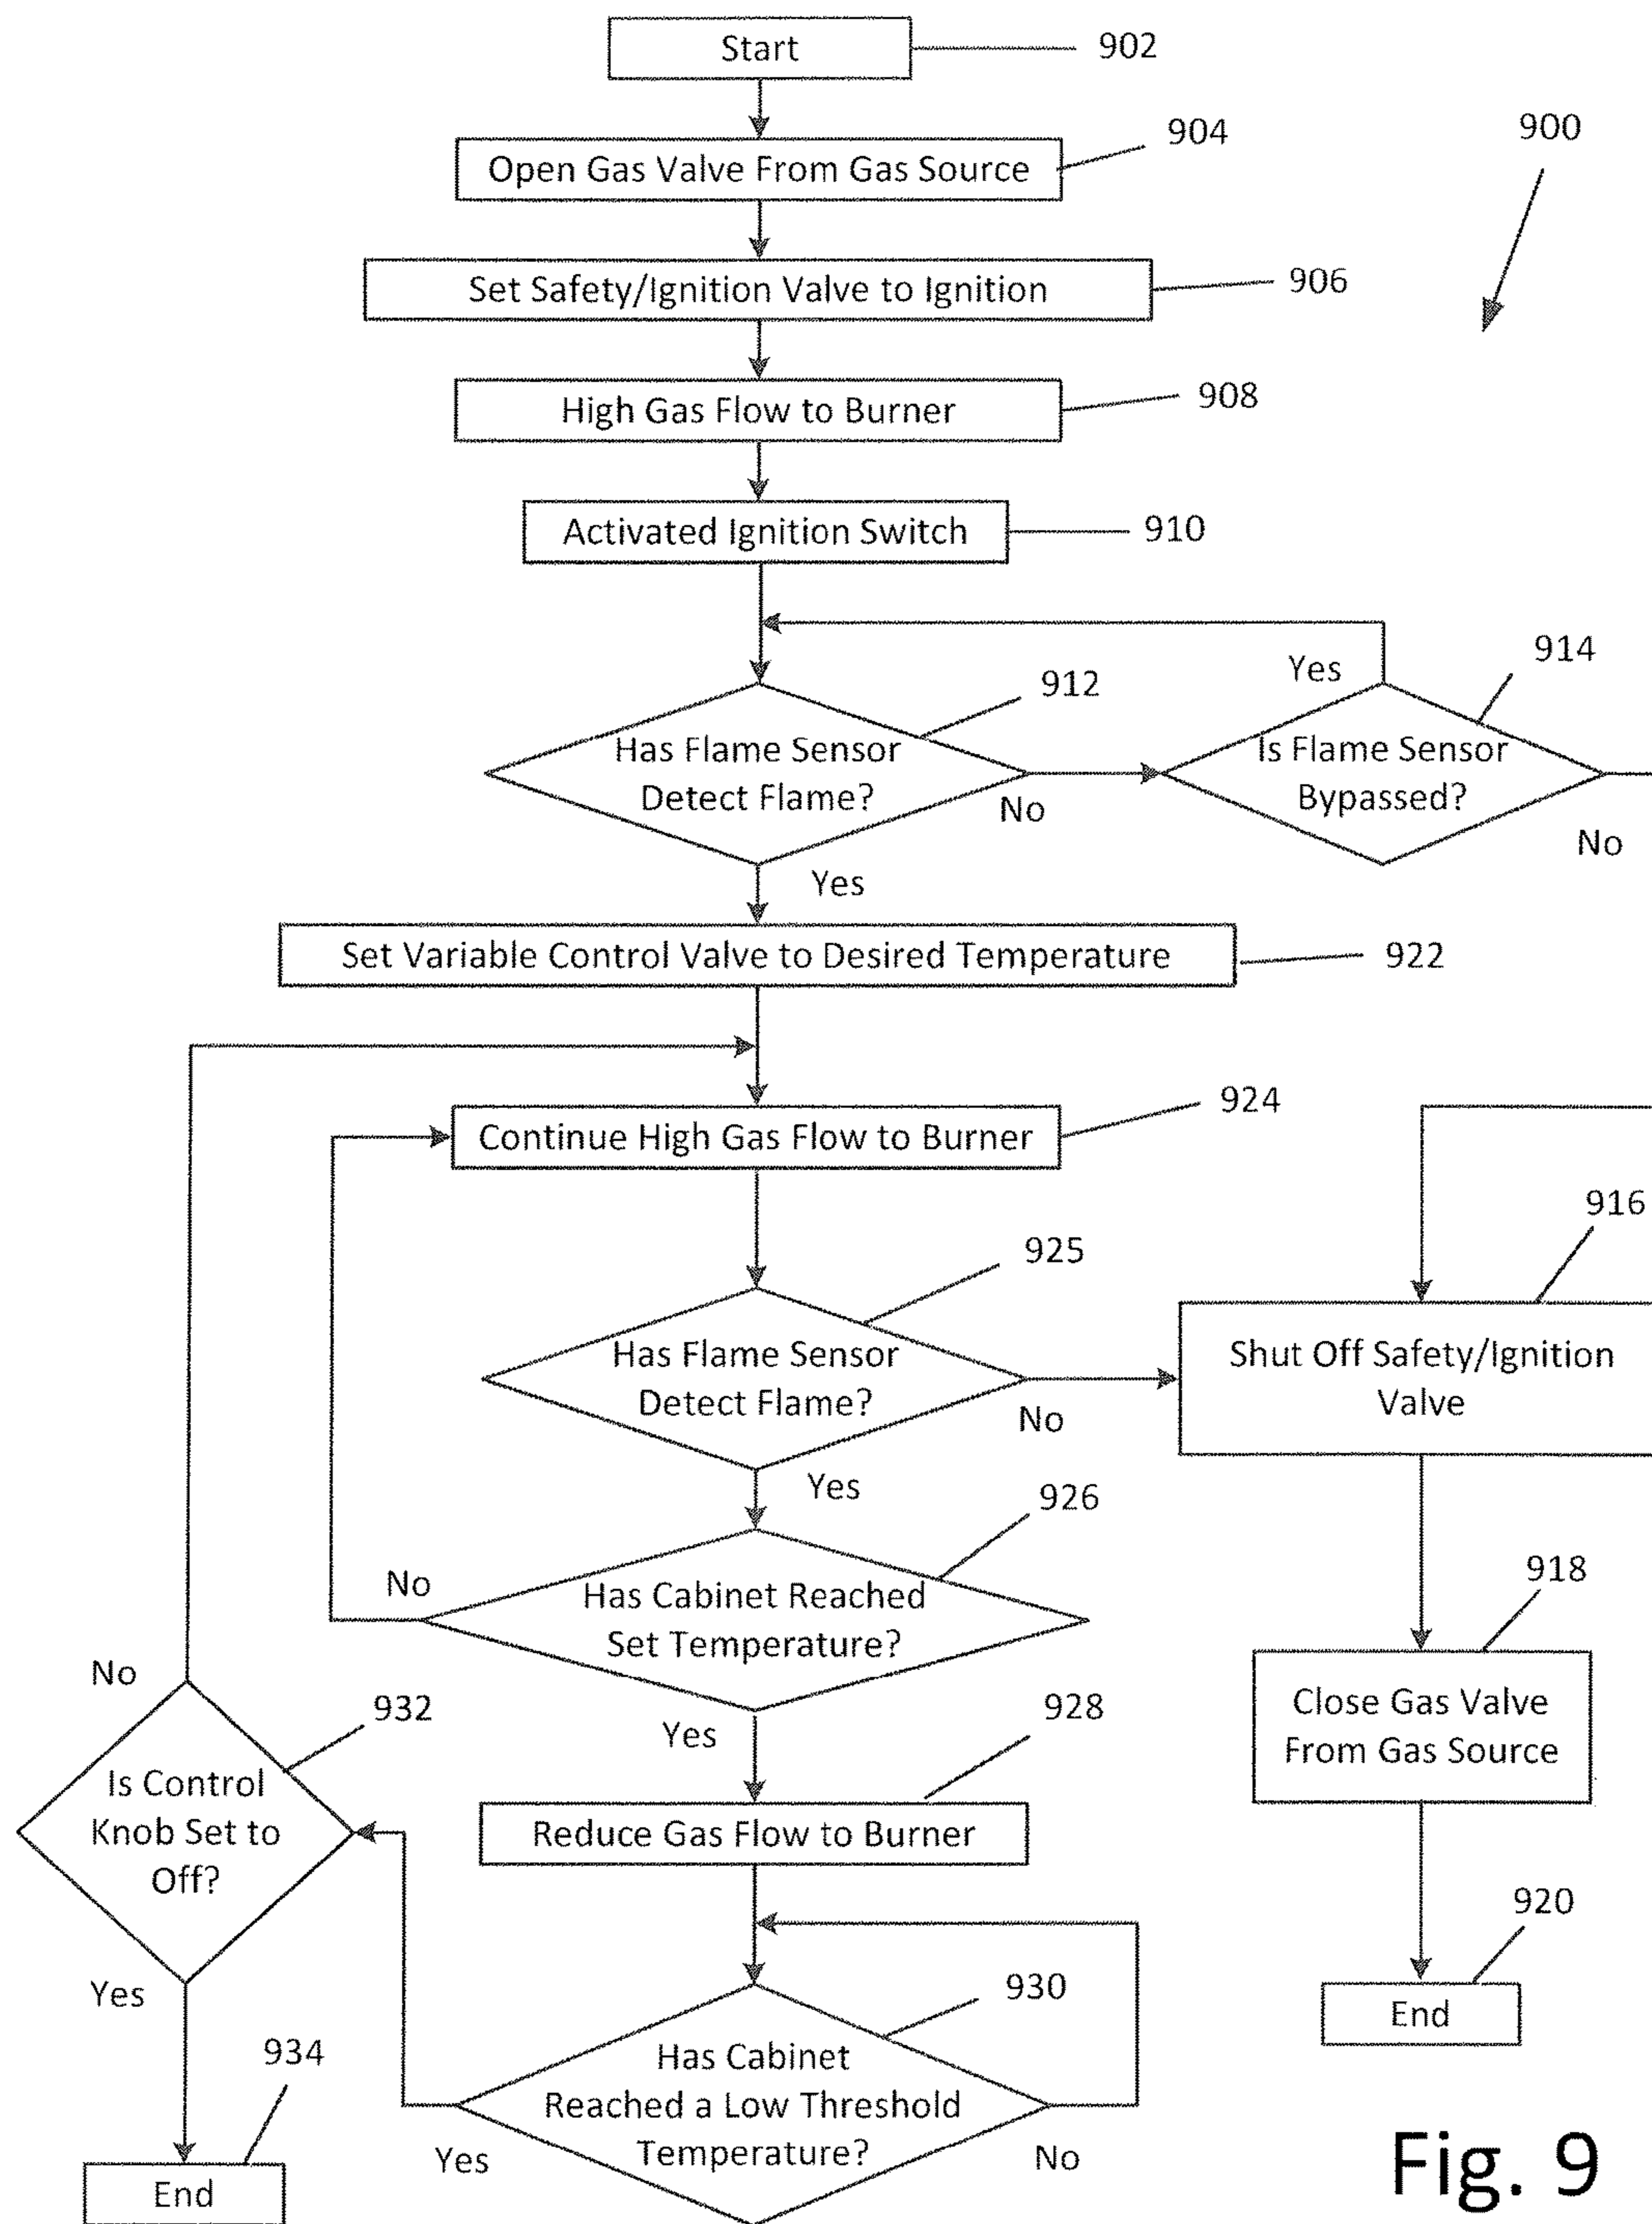 Start
902
Open Gas Valve From Gas Source
904
900
Set Safety/Ignition Valve to Ignition
906
High Gas Flow to Burner
908
Activated Ignition Switch
910
912
Has Flame Sensor
Detect Flame?
No
Yes
914
Yes
Is Flame Sensor
Bypassed?
No
Set Variable Control Valve to Desired Temperature
922
Continue High Gas Flow to Burner
924
925
Has Flame Sensor
Detect Flame?
No
Yes
916
Shut Off Safety/Ignition
Valve
926
No
Has Cabinet Reached
Set Temperature?
Yes
918
Close Gas Valve
From Gas Source
No
932
Is Control
Knob Set to
Off?
Yes
928
Reduce Gas Flow to Burner
920
End
930
Has Cabinet
Reached a Low Threshold
Temperature?
Yes
No
934
End
Fig. 9